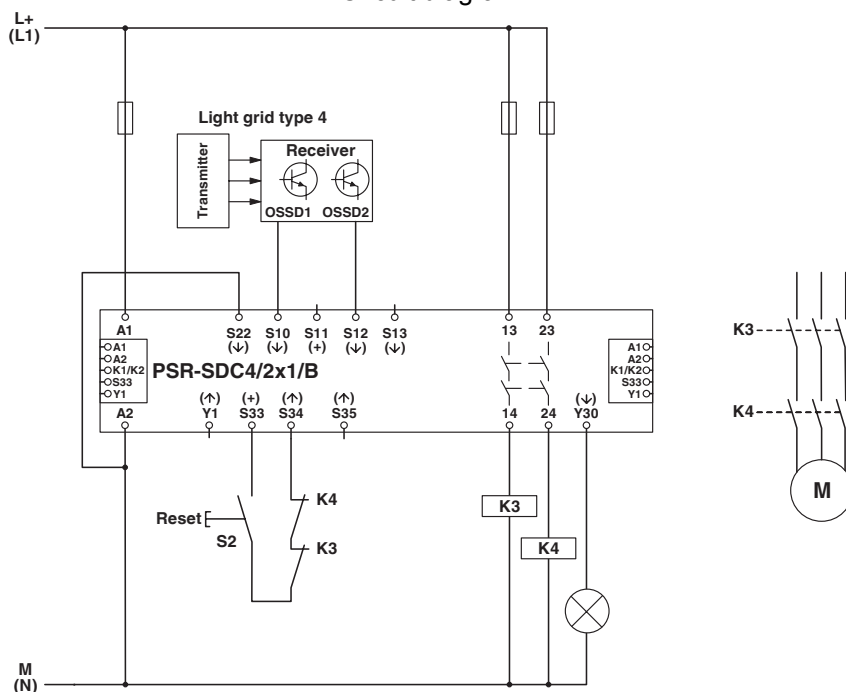 L+
(L1)
Light grid type 4
Transmitter
Receiver
OSSD1 OSSD2
A1 S22 S10 S11 S12 S13 13 23
(↓) (↓) (+) (↓) (↓)
A1
A2
K1/K2
S33
Y1
PSR-SDC4/2x1/B
A1
A2
K1/K2
S33
Y1
(↑) (+) (↑) (↑) (↓)
A2 Y1 S33 S34 S35 14 24 Y30
K3
K4
M
Reset
S2
K4
K3
K3
K4
M
(N)